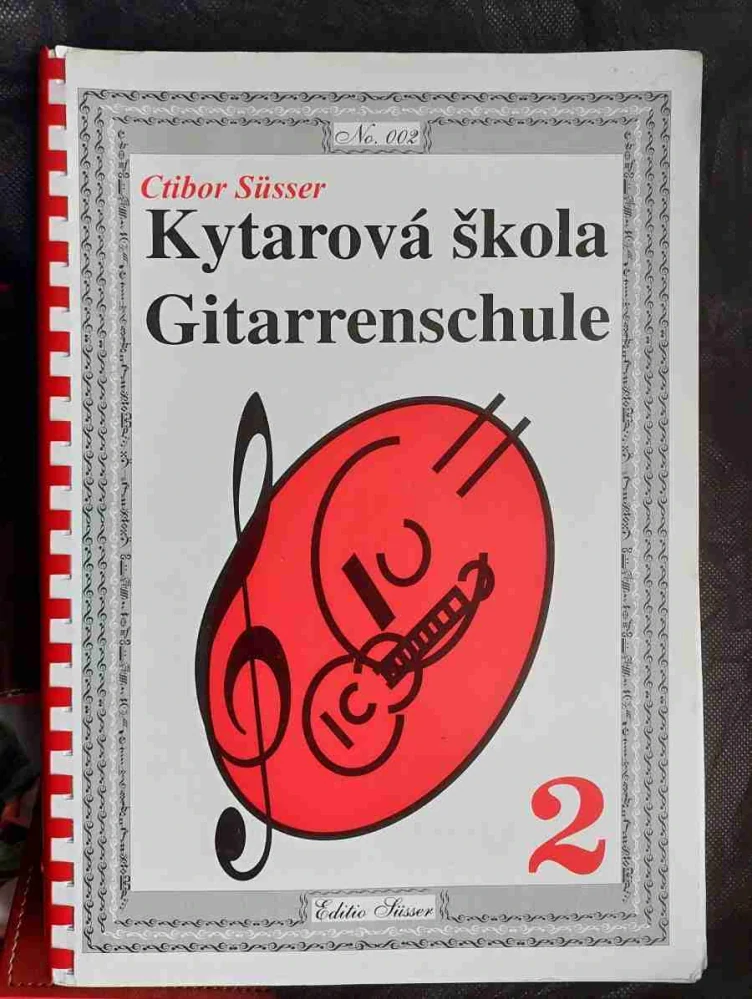 No. 002
Ctibor Süsser
Kytarová škola
Gitarrenschule
2
Editio Süsser